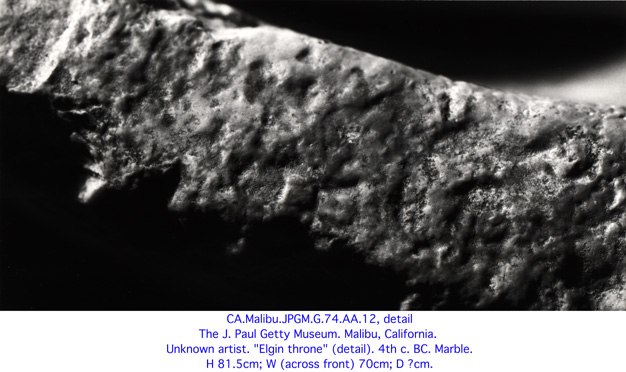 CA.Malibu.JPGM.G.74.AA.12, detail
The J. Paul Getty Museum. Malibu, California.
Unknown artist. "Elgin throne" (detail). 4th c. BC. Marble.
H 81.5cm; W (across front) 70cm; D ?cm.